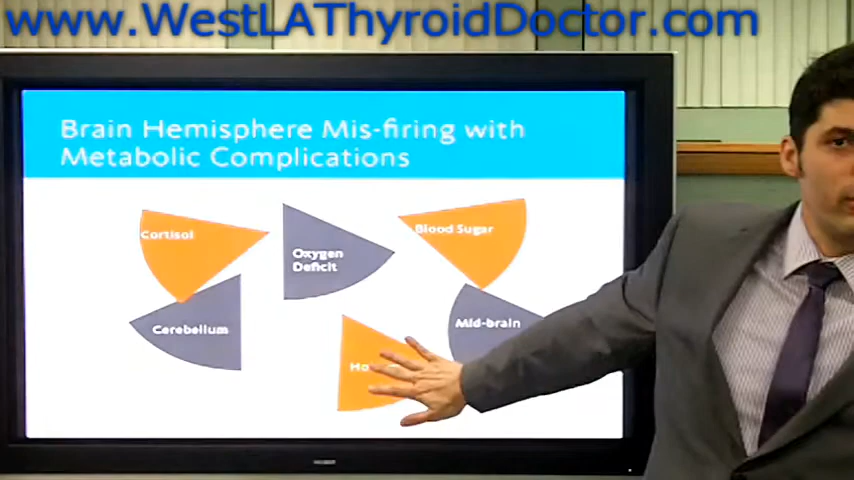 www.WestLAThyroidDoctor.com
Brain Hemisphere Mis-firing with
Metabolic Complications
Cortisol
Oxygen
Deficit
Blood Sugar
Cerebellum
Mid-brain